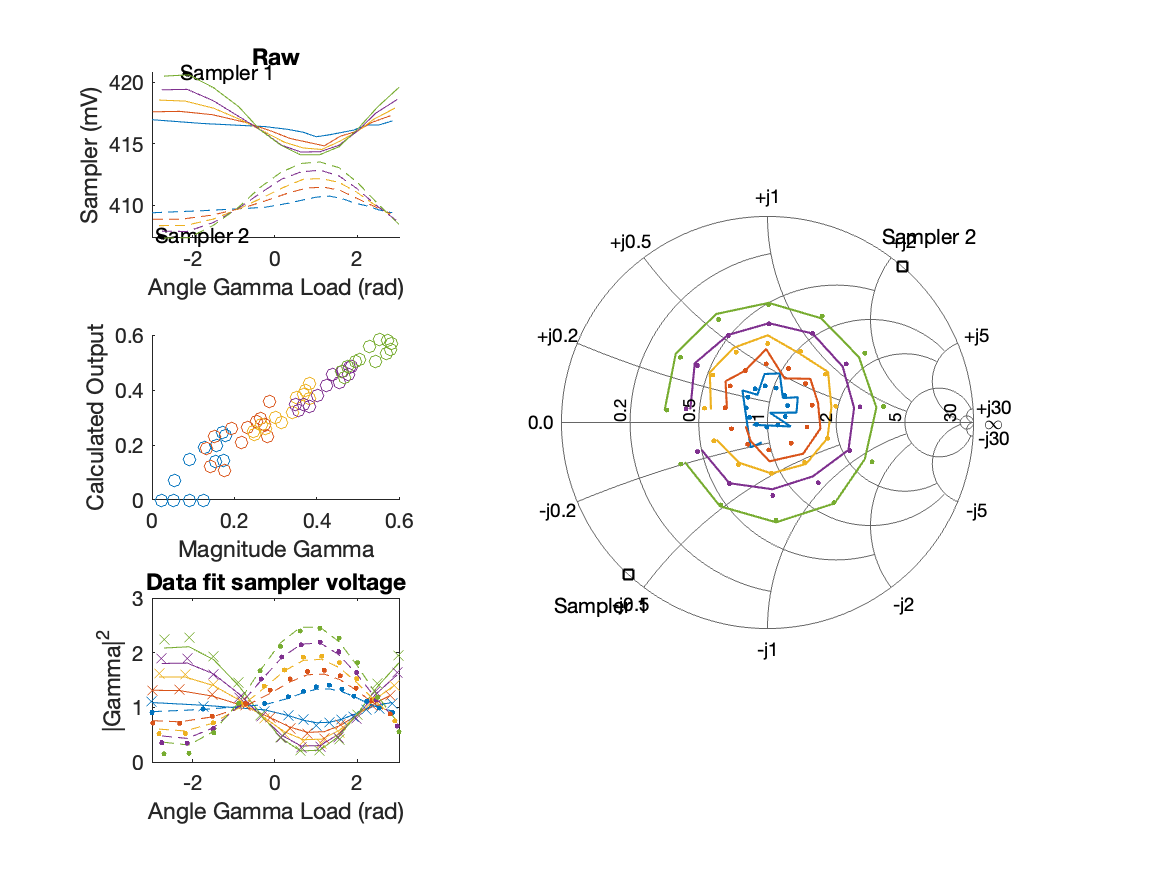 Raw
Sampler 1
420
415
410
Sampler (mV)
Sampler 2
-2
0
2
Angle Gamma Load (rad)
0.6
0.4
0.2
0
Calculated Output
0
0.2
0.4
0.6
Magnitude Gamma
Data fit sampler voltage
3
2
1
0
|Gamma|²
-2
0
2
Angle Gamma Load (rad)
+j1
+j0.5
+j2
Sampler 2
+j0.2
+j5
0.0
0.2
0.5
1
2
5
30
+j30
∞
-j30
-j0.2
-j5
Sampler 1
-j0.5
-j2
-j1